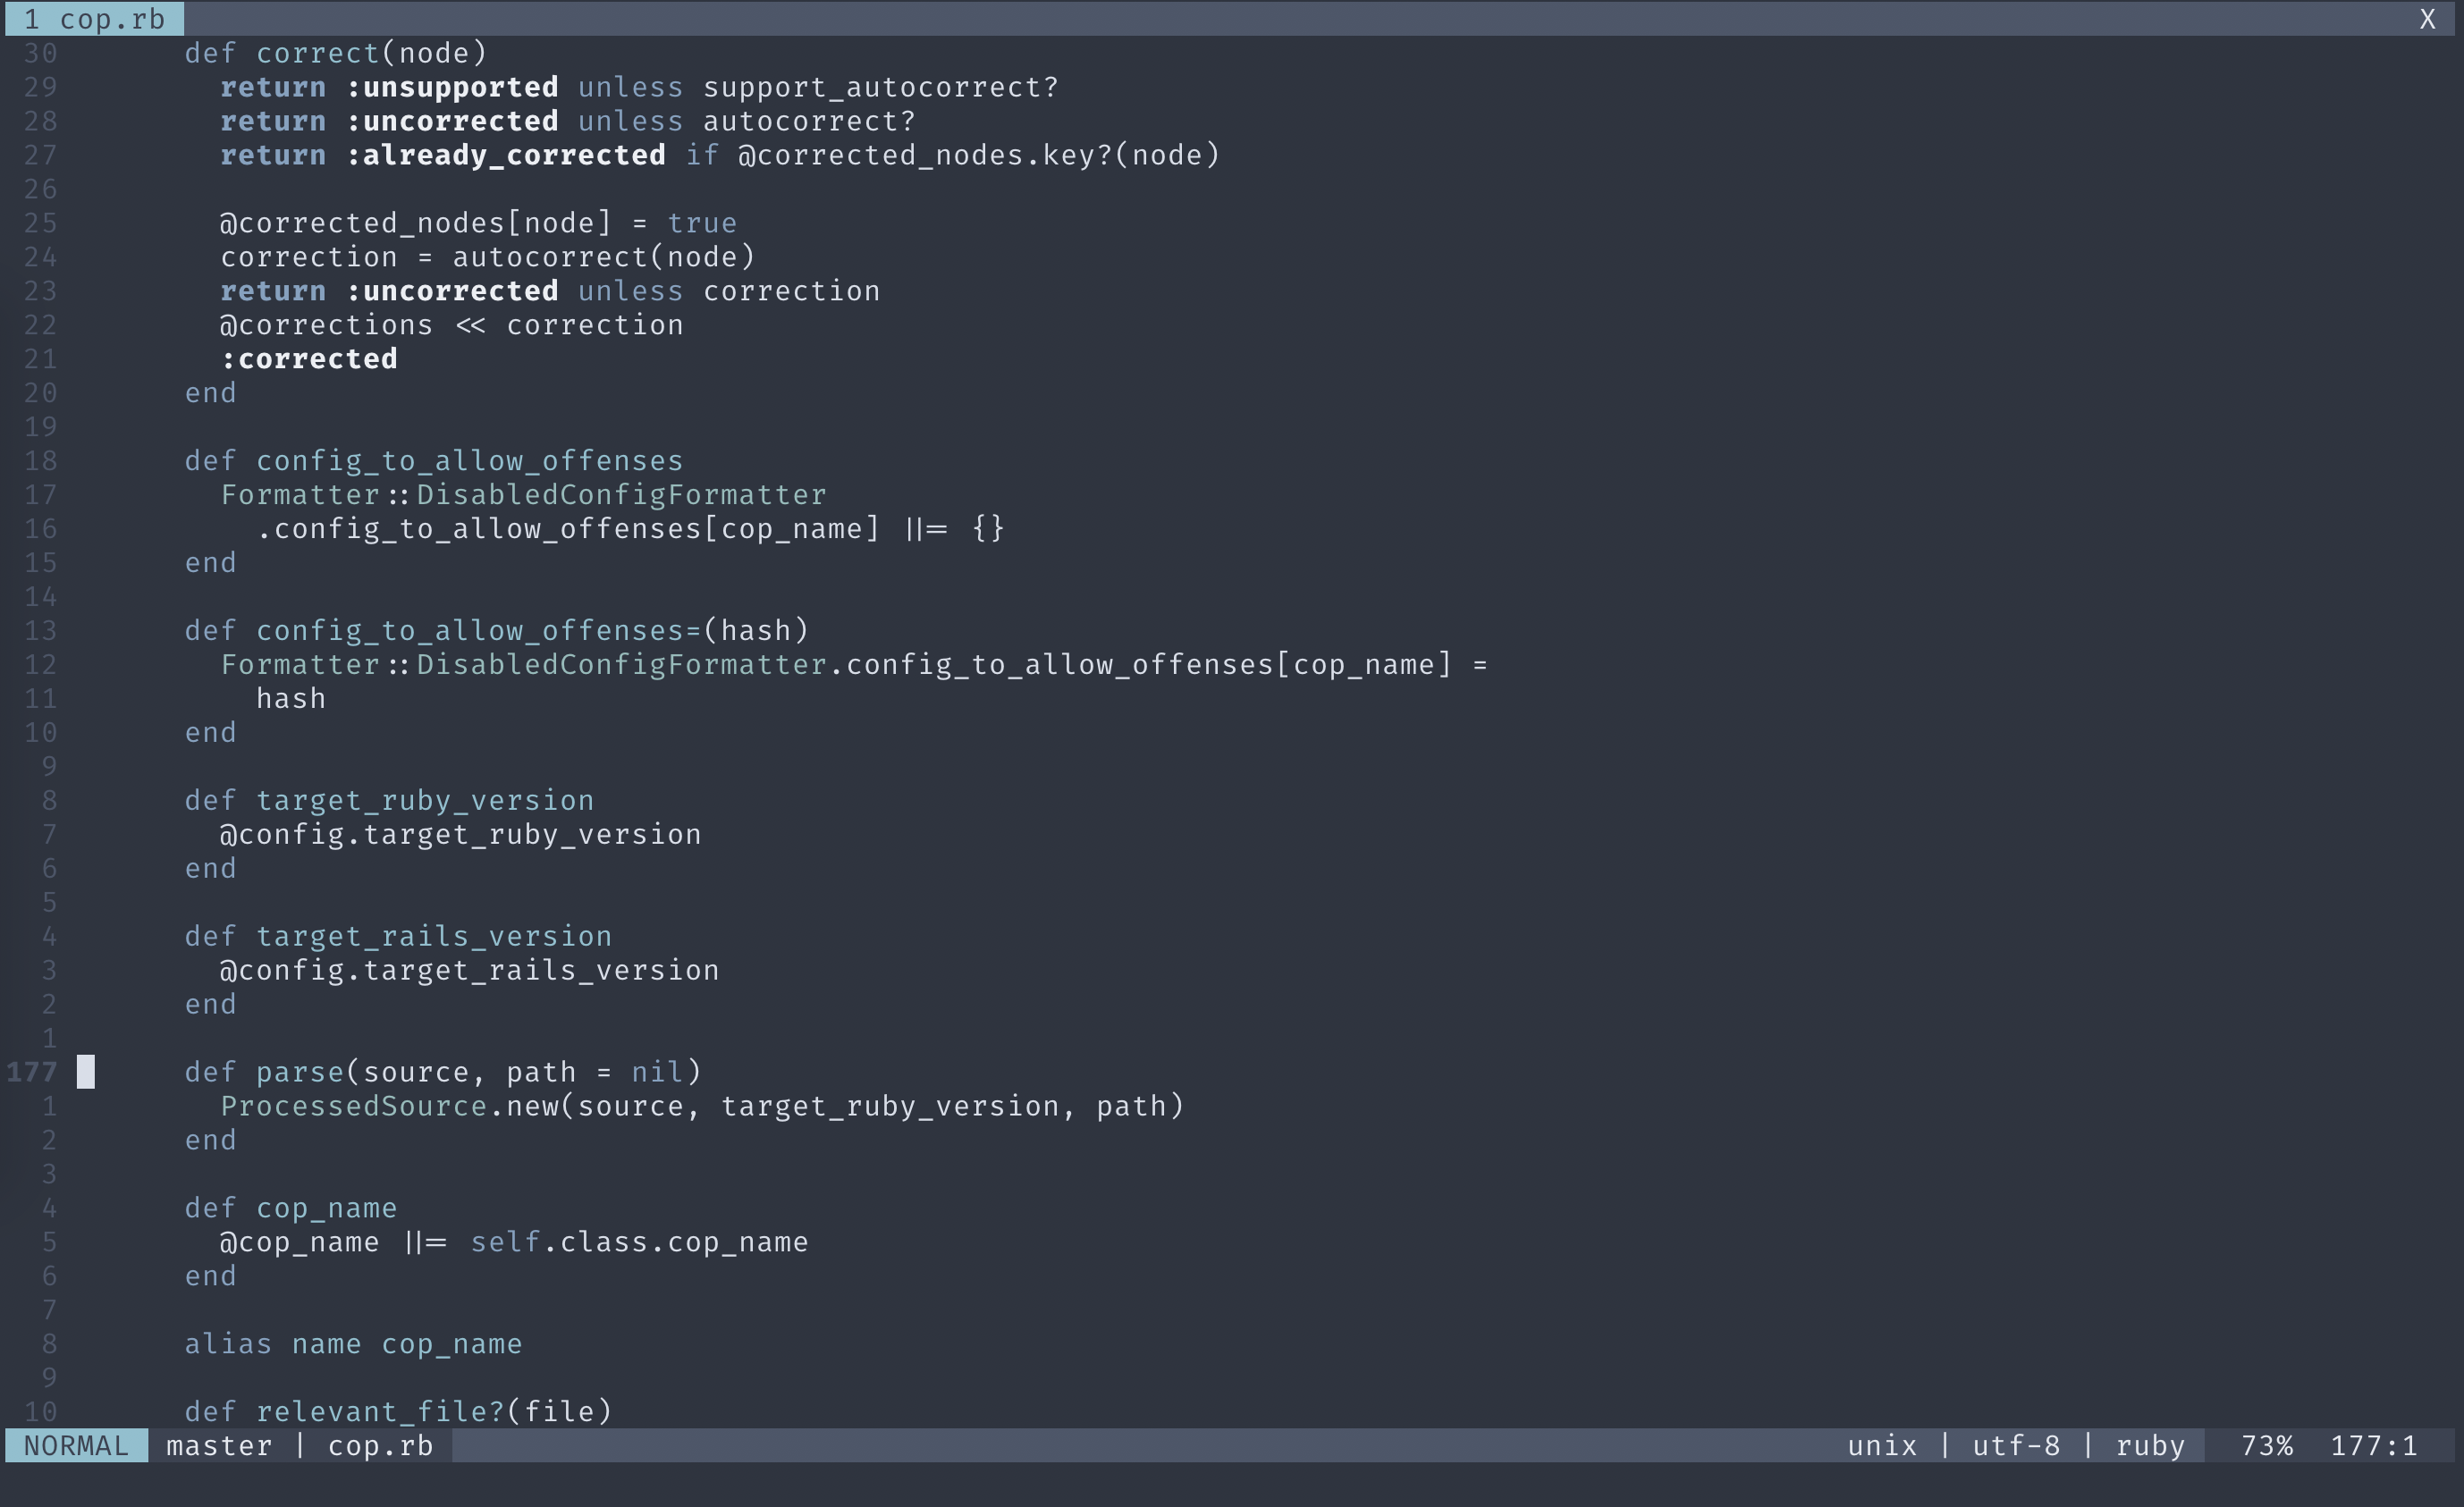 1 cop.rb X
30 def correct(node)
29 return :unsupported unless support_autocorrect?
28 return :uncorrected unless autocorrect?
27 return :already_corrected if @corrected_nodes.key?(node)
26
25 @corrected_nodes[node] = true
24 correction = autocorrect(node)
23 return :uncorrected unless correction
22 @corrections << correction
21 :corrected
20 end
19
18 def config_to_allow_offenses
17 Formatter::DisabledConfigFormatter
16 .config_to_allow_offenses[cop_name] ||= {}
15 end
14
13 def config_to_allow_offenses=(hash)
12 Formatter::DisabledConfigFormatter.config_to_allow_offenses[cop_name] =
11 hash
10 end
9
8 def target_ruby_version
7 @config.target_ruby_version
6 end
5
4 def target_rails_version
3 @config.target_rails_version
2 end
1
177 def parse(source, path = nil)
1 ProcessedSource.new(source, target_ruby_version, path)
2 end
3
4 def cop_name
5 @cop_name ||= self.class.cop_name
6 end
7
8 alias name cop_name
9
10 def relevant_file?(file)
NORMAL master | cop.rb unix | utf-8 | ruby 73% 177:1